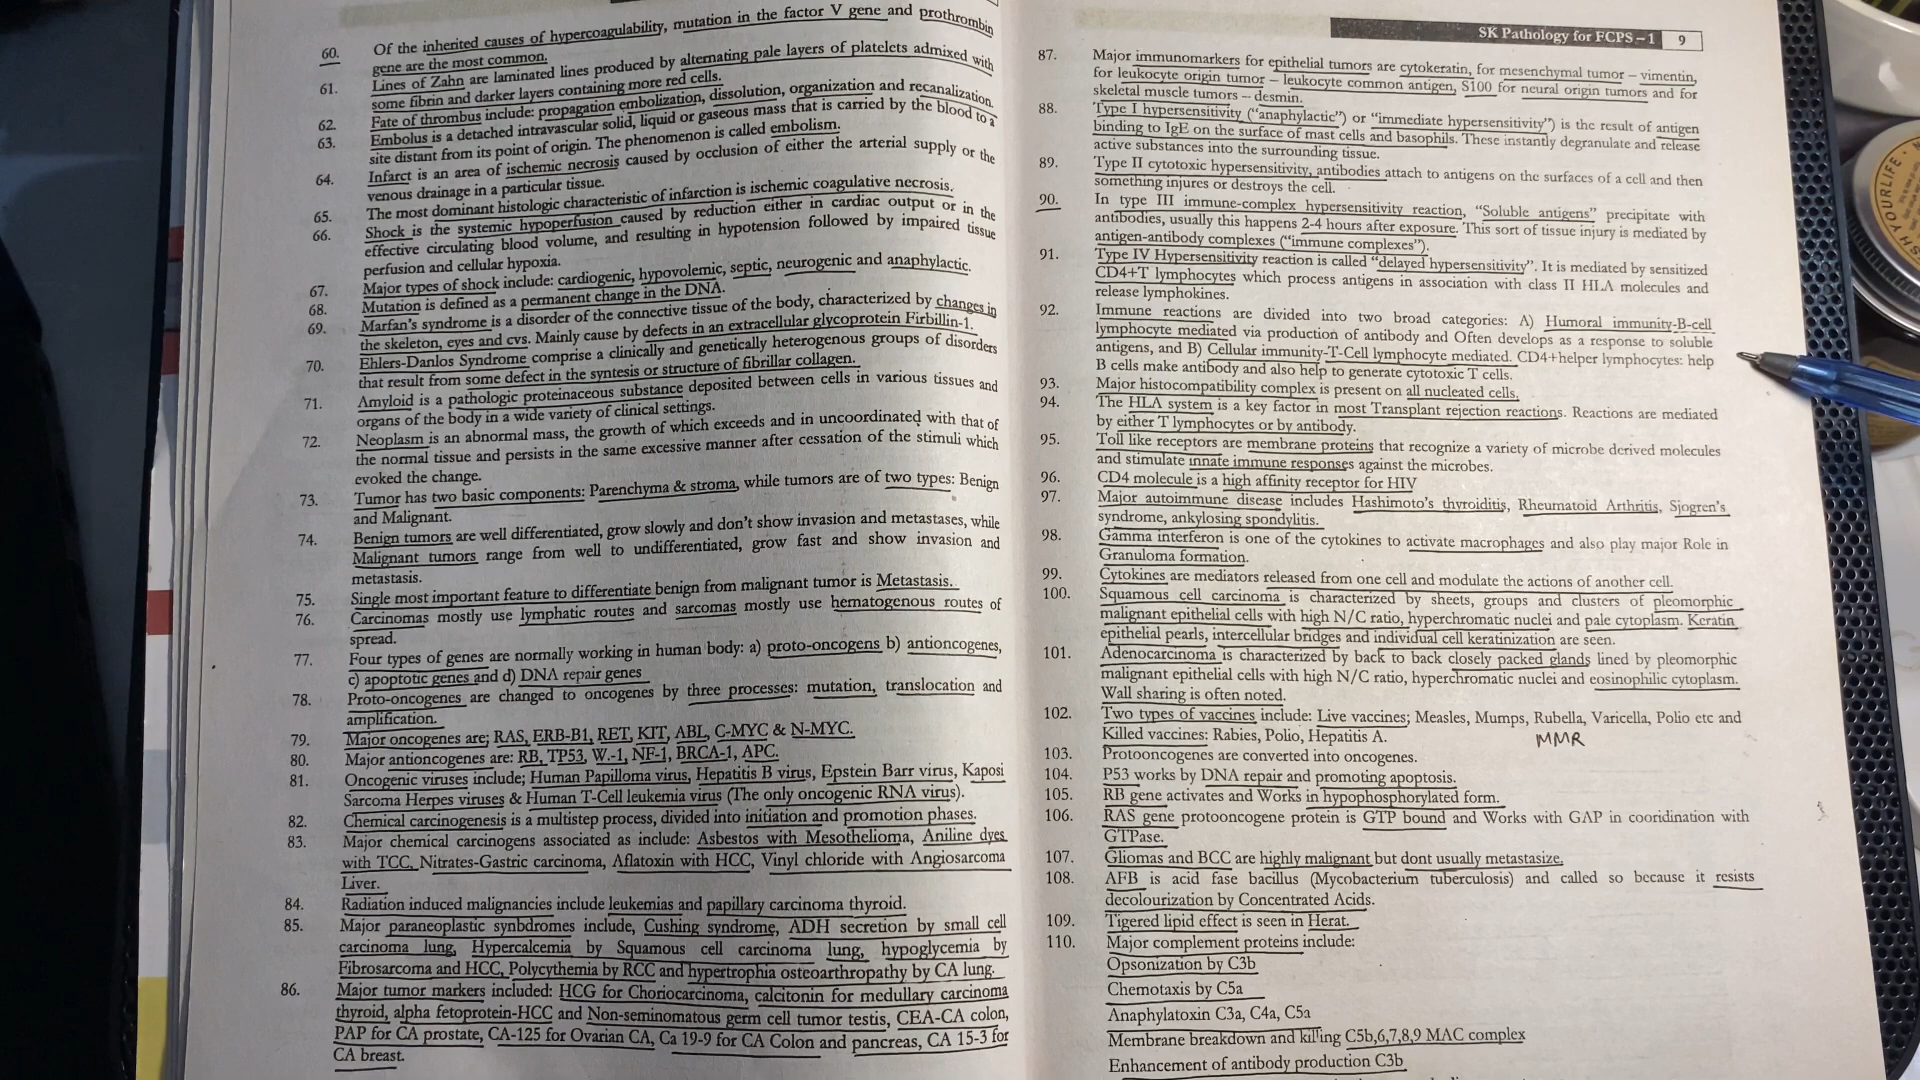 60. Of the inherited causes of hypercoagulability, mutation in the factor V gene and prothrombin
gene are the most common.
61. Lines of Zahn are laminated lines produced by alternating pale layers of platelets admixed with
some fibrin and darker layers containing more red cells.
62. Fate of thrombus include: propagation embolization, dissolution, organization and recanalization.
63. Embolus is a detached intravascular solid, liquid or gaseous mass that is carried by the blood to a
site distant from its point of origin. The phenomenon is called embolism.
64. Infarct is an area of ischemic necrosis caused by occlusion of either the arterial supply or the
venous drainage in a particular tissue.
65. The most dominant histologic characteristic of infarction is ischemic coagulative necrosis.
66. Shock is the systemic hypoperfusion caused by reduction either in cardiac output or in the
effective circulating blood volume, and resulting in hypotension followed by impaired tissue
perfusion and cellular hypoxia.
67. Major types of shock include: cardiogenic, hypovolemic, septic, neurogenic and anaphylactic.
68. Mutation is defined as a permanent change in the DNA.
69. Marfan's syndrome is a disorder of the connective tissue of the body, characterized by changes in
the skeleton, eyes and cvs. Mainly cause by defects in an extracellular glycoprotein Firbillin-1.
70. Ehlers-Danlos Syndrome comprise a clinically and genetically heterogenous groups of disorders
that result from some defect in the syntesis or structure of fibrillar collagen.
71. Amyloid is a pathologic proteinaceous substance deposited between cells in various tissues and
organs of the body in a wide variety of clinical settings.
72. Neoplasm is an abnormal mass, the growth of which exceeds and in uncoordinated with that of
the normal tissue and persists in the same excessive manner after cessation of the stimuli which
evoked the change.
73. Tumor has two basic components: Parenchyma & stroma, while tumors are of two types: Benign
and Malignant.
74. Benign tumors are well differentiated, grow slowly and don't show invasion and metastases, while
Malignant tumors range from well to undifferentiated, grow fast and show invasion and
metastasis.
75. Single most important feature to differentiate benign from malignant tumor is Metastasis.
76. Carcinomas mostly use lymphatic routes and sarcomas mostly use hematogenous routes of
spread.
77. Four types of genes are normally working in human body: a) proto-oncogens b) antioncogenes,
c) apoptotic genes and d) DNA repair genes
78. Proto-oncogenes are changed to oncogenes by three processes: mutation, translocation and
amplification.
79. Major oncogenes are; RAS, ERB-B1, RET, KIT, ABL, C-MYC & N-MYC.
80. Major antioncogenes are: RB, TP53, W.-1, NF-1, BRCA-1, APC.
81. Oncogenic viruses include; Human Papilloma virus, Hepatitis B virus, Epstein Barr virus, Kaposi
Sarcoma Herpes viruses & Human T-Cell leukemia virus (The only oncogenic RNA virus).
82. Chemical carcinogenesis is a multistep process, divided into initiation and promotion phases.
83. Major chemical carcinogens associated as include: Asbestos with Mesothelioma, Aniline dyes
with TCC, Nitrates-Gastric carcinoma, Aflatoxin with HCC, Vinyl chloride with Angiosarcoma
Liver.
84. Radiation induced malignancies include leukemias and papillary carcinoma thyroid.
85. Major paraneoplastic synbdromes include, Cushing syndrome, ADH secretion by small cell
carcinoma lung, Hypercalcemia by Squamous cell carcinoma lung, hypoglycemia by
Fibrosarcoma and HCC, Polycythemia by RCC and hypertrophia osteoarthropathy by CA lung.
86. Major tumor markers included: HCG for Choriocarcinoma, calcitonin for medullary carcinoma
thyroid, alpha fetoprotein-HCC and Non-seminomatous germ cell tumor testis, CEA-CA colon,
PAP for CA prostate, CA-125 for Ovarian CA, Ca 19-9 for CA Colon and pancreas, CA 15-3 for
CA breast.
SK Pathology for FCPS – 1 9
87. Major immunomarkers for epithelial tumors are cytokeratin, for mesenchymal tumor – vimentin,
for leukocyte origin tumor – leukocyte common antigen, S100 for neural origin tumors and for
skeletal muscle tumors – desmin.
88. Type I hypersensitivity ("anaphylactic") or "immediate hypersensitivity") is the result of antigen
binding to IgE on the surface of mast cells and basophils. These instantly degranulate and release
active substances into the surrounding tissue.
89. Type II cytotoxic hypersensitivity, antibodies attach to antigens on the surfaces of a cell and then
something injures or destroys the cell.
90. In type III immune-complex hypersensitivity reaction, "Soluble antigens" precipitate with
antibodies, usually this happens 2-4 hours after exposure. This sort of tissue injury is mediated by
antigen-antibody complexes ("immune complexes").
91. Type IV Hypersensitivity reaction is called "delayed hypersensitivity". It is mediated by sensitized
CD4+T lymphocytes which process antigens in association with class II HLA molecules and
release lymphokines.
92. Immune reactions are divided into two broad categories: A) Humoral immunity-B-cell
lymphocyte mediated via production of antibody and Often develops as a response to soluble
antigens, and B) Cellular immunity-T-Cell lymphocyte mediated. CD4+helper lymphocytes: help
B cells make antibody and also help to generate cytotoxic T cells.
93. Major histocompatibility complex is present on all nucleated cells.
94. The HLA system is a key factor in most Transplant rejection reactions. Reactions are mediated
by either T lymphocytes or by antibody.
95. Toll like receptors are membrane proteins that recognize a variety of microbe derived molecules
and stimulate innate immune responses against the microbes.
96. CD4 molecule is a high affinity receptor for HIV
97. Major autoimmune disease includes Hashimoto's thyroiditis, Rheumatoid Arthritis, Sjogren's
syndrome, ankylosing spondylitis.
98. Gamma interferon is one of the cytokines to activate macrophages and also play major Role in
Granuloma formation.
99. Cytokines are mediators released from one cell and modulate the actions of another cell.
100. Squamous cell carcinoma is characterized by sheets, groups and clusters of pleomorphic
malignant epithelial cells with high N/C ratio, hyperchromatic nuclei and pale cytoplasm. Keratin
epithelial pearls, intercellular bridges and individual cell keratinization are seen.
101. Adenocarcinoma is characterized by back to back closely packed glands lined by pleomorphic
malignant epithelial cells with high N/C ratio, hyperchromatic nuclei and eosinophilic cytoplasm.
Wall sharing is often noted.
102. Two types of vaccines include: Live vaccines; Measles, Mumps, Rubella, Varicella, Polio etc and
Killed vaccines: Rabies, Polio, Hepatitis A.
MMR
103. Protooncogenes are converted into oncogenes.
104. P53 works by DNA repair and promoting apoptosis.
105. RB gene activates and Works in hypophosphorylated form.
106. RAS gene protooncogene protein is GTP bound and Works with GAP in cooridination with
GTPase.
107. Gliomas and BCC are highly malignant but dont usually metastasize.
108. AFB is acid fase bacillus (Mycobacterium tuberculosis) and called so because it resists
decolourization by Concentrated Acids.
109. Tigered lipid effect is seen in Herat.
110. Major complement proteins include:
Opsonization by C3b
Chemotaxis by C5a
Anaphylatoxin C3a, C4a, C5a
Membrane breakdown and killing C5b,6,7,8,9 MAC complex
Enhancement of antibody production C3b